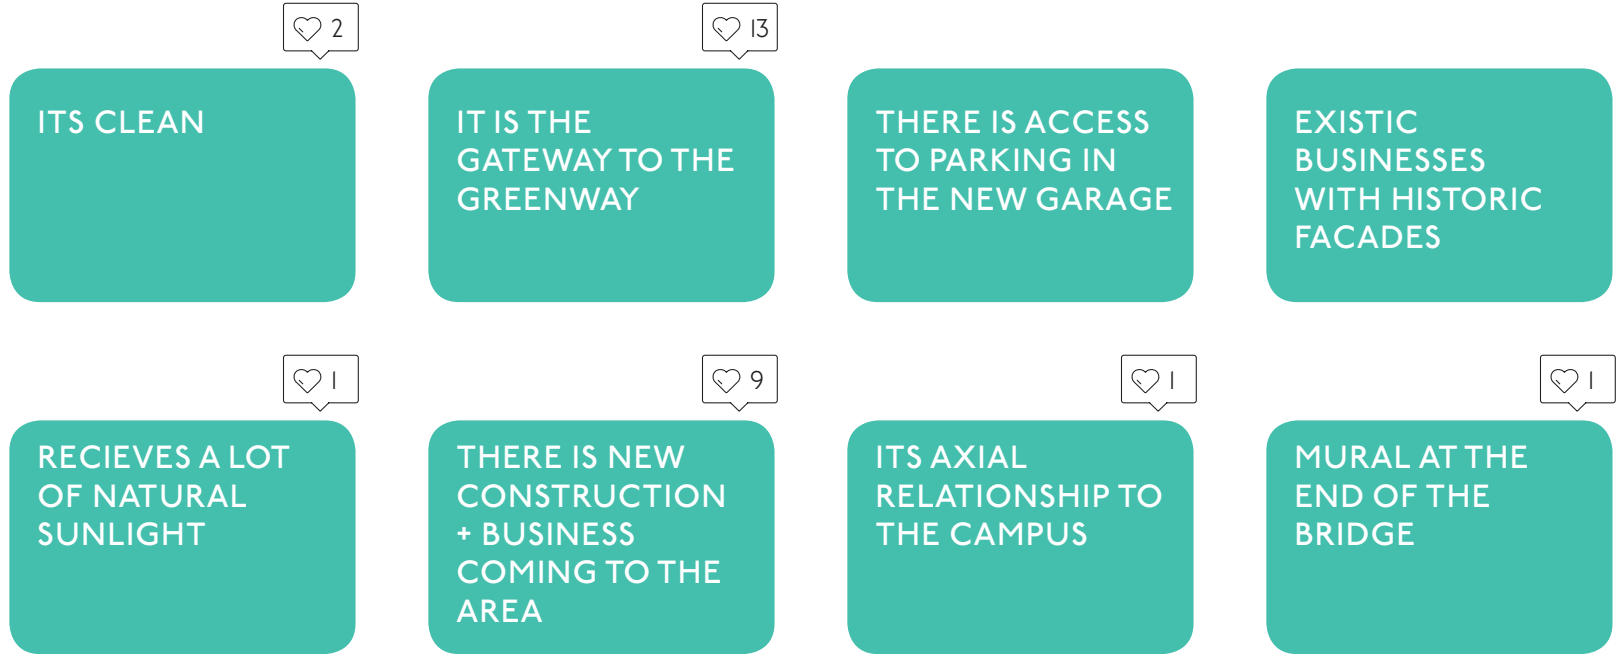 2
13
ITS CLEAN
IT IS THE
GATEWAY TO THE
GREENWAY
THERE IS ACCESS
TO PARKING IN
THE NEW GARAGE
EXISTIC
BUSINESSES
WITH HISTORIC
FACADES
1
9
1
1
RECIEVES A LOT
OF NATURAL
SUNLIGHT
THERE IS NEW
CONSTRUCTION
+ BUSINESS
COMING TO THE
AREA
ITS AXIAL
RELATIONSHIP TO
THE CAMPUS
MURAL AT THE
END OF THE
BRIDGE